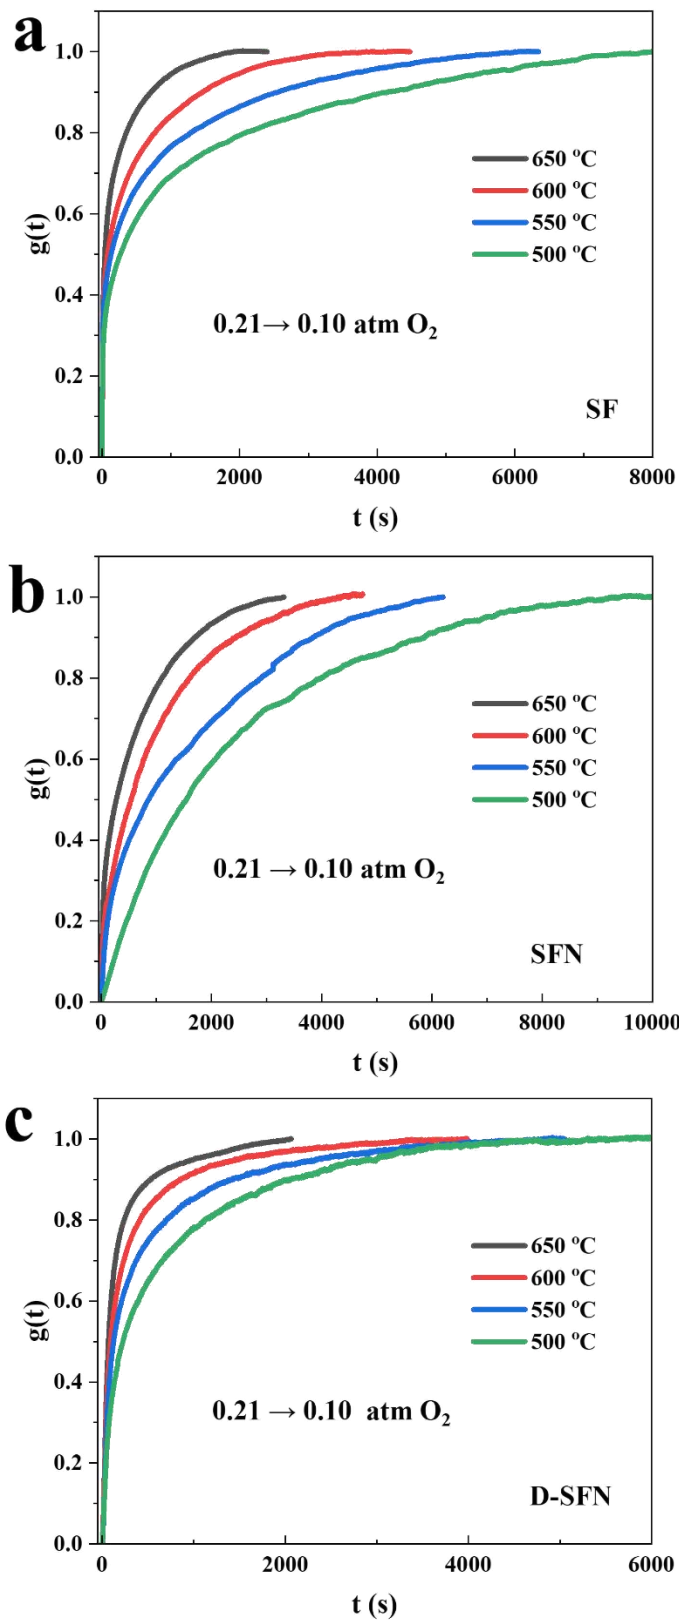 a
1.0
0.8
0.6
0.4
0.2
0.0
g(t)
650 °C
600 °C
550 °C
500 °C
0.21→ 0.10 atm O₂
SF
0 2000 4000 6000 8000
t (s)
b
1.0
0.8
0.6
0.4
0.2
0.0
g(t)
650 °C
600 °C
550 °C
500 °C
0.21 → 0.10 atm O₂
SFN
0 2000 4000 6000 8000 10000
t (s)
c
1.0
0.8
0.6
0.4
0.2
0.0
g(t)
650 °C
600 °C
550 °C
500 °C
0.21 → 0.10 atm O₂
D-SFN
0 2000 4000 6000
t (s)